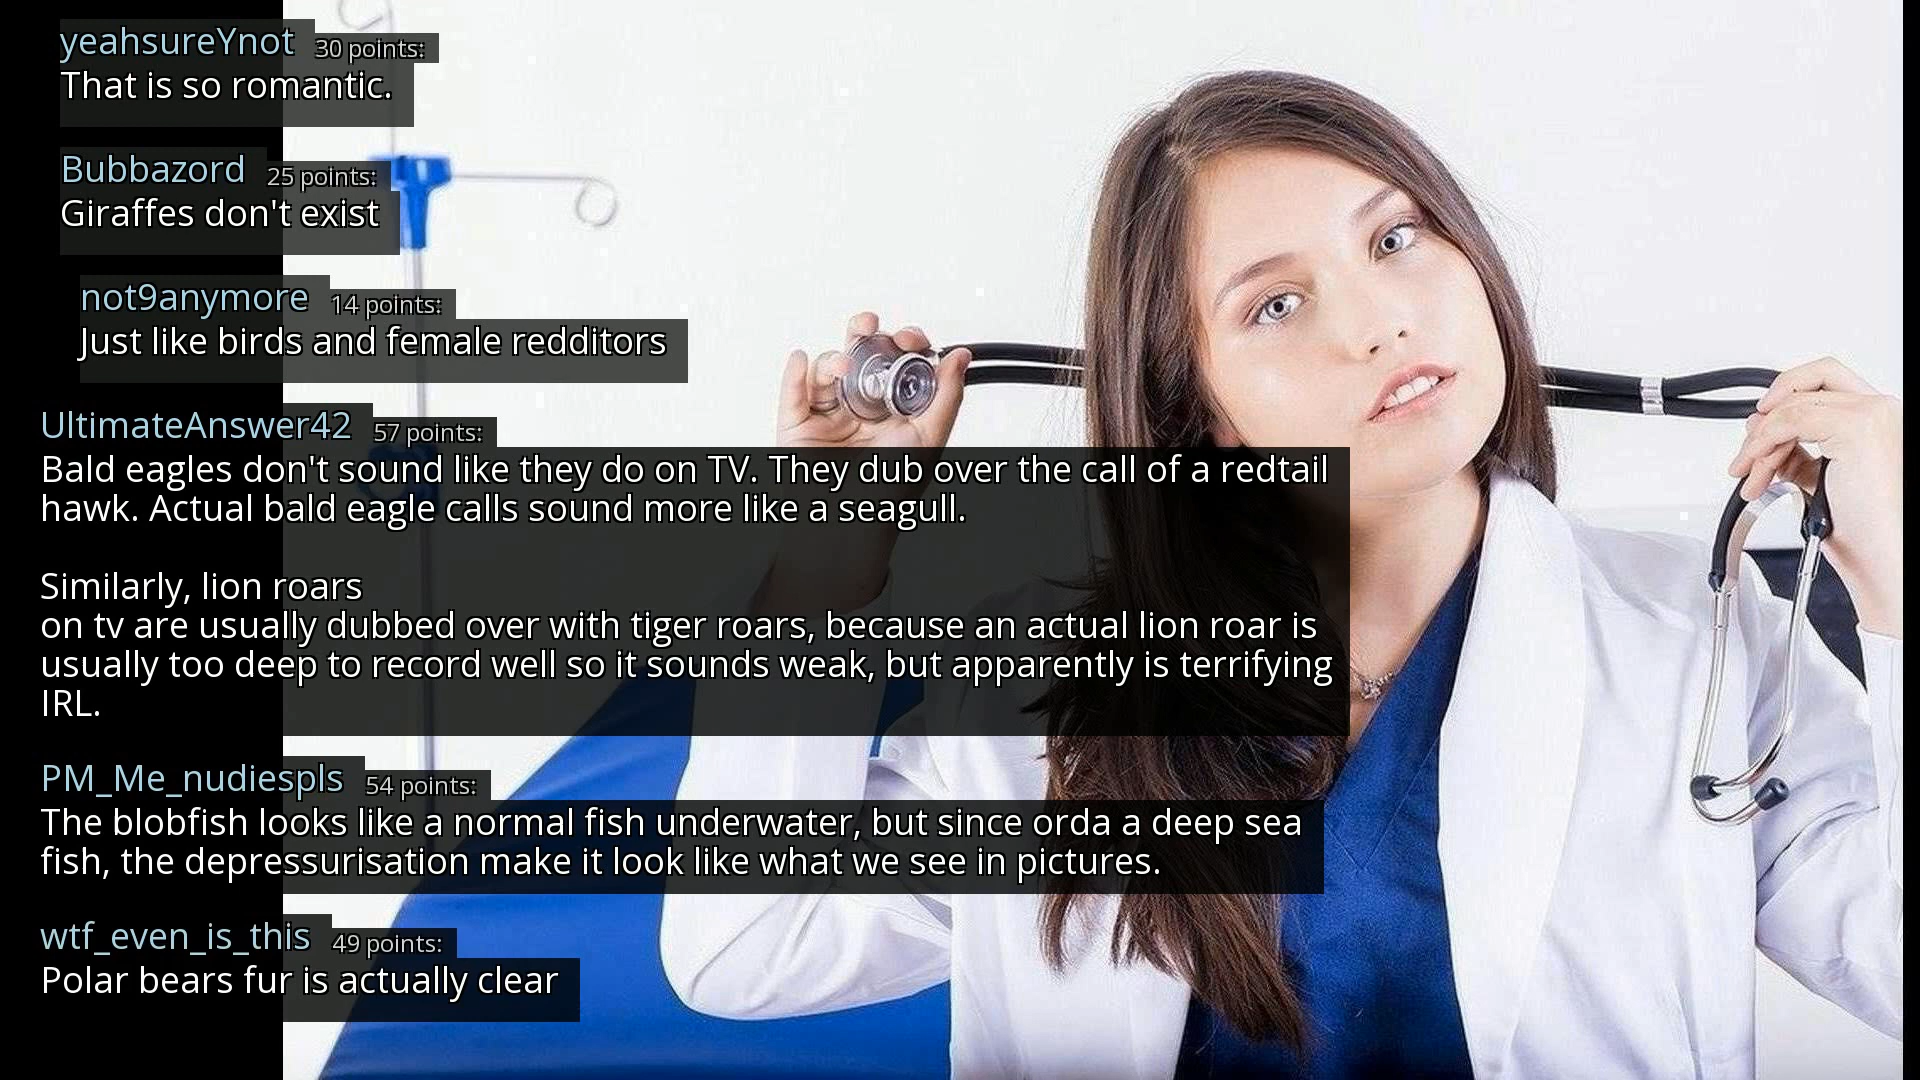 yeahsureYnot 30 points:
That is so romantic.
Bubbazord 25 points:
Giraffes don't exist
not9anymore 14 points:
Just like birds and female redditors
UltimateAnswer42 57 points:
Bald eagles don't sound like they do on TV. They dub over the call of a redtail
hawk. Actual bald eagle calls sound more like a seagull.
Similarly, lion roars
on tv are usually dubbed over with tiger roars, because an actual lion roar is
usually too deep to record well so it sounds weak, but apparently is terrifying
IRL.
PM_Me_nudiespls 54 points:
The blobfish looks like a normal fish underwater, but since orda a deep sea
fish, the depressurisation make it look like what we see in pictures.
wtf_even_is_this 49 points:
Polar bears fur is actually clear